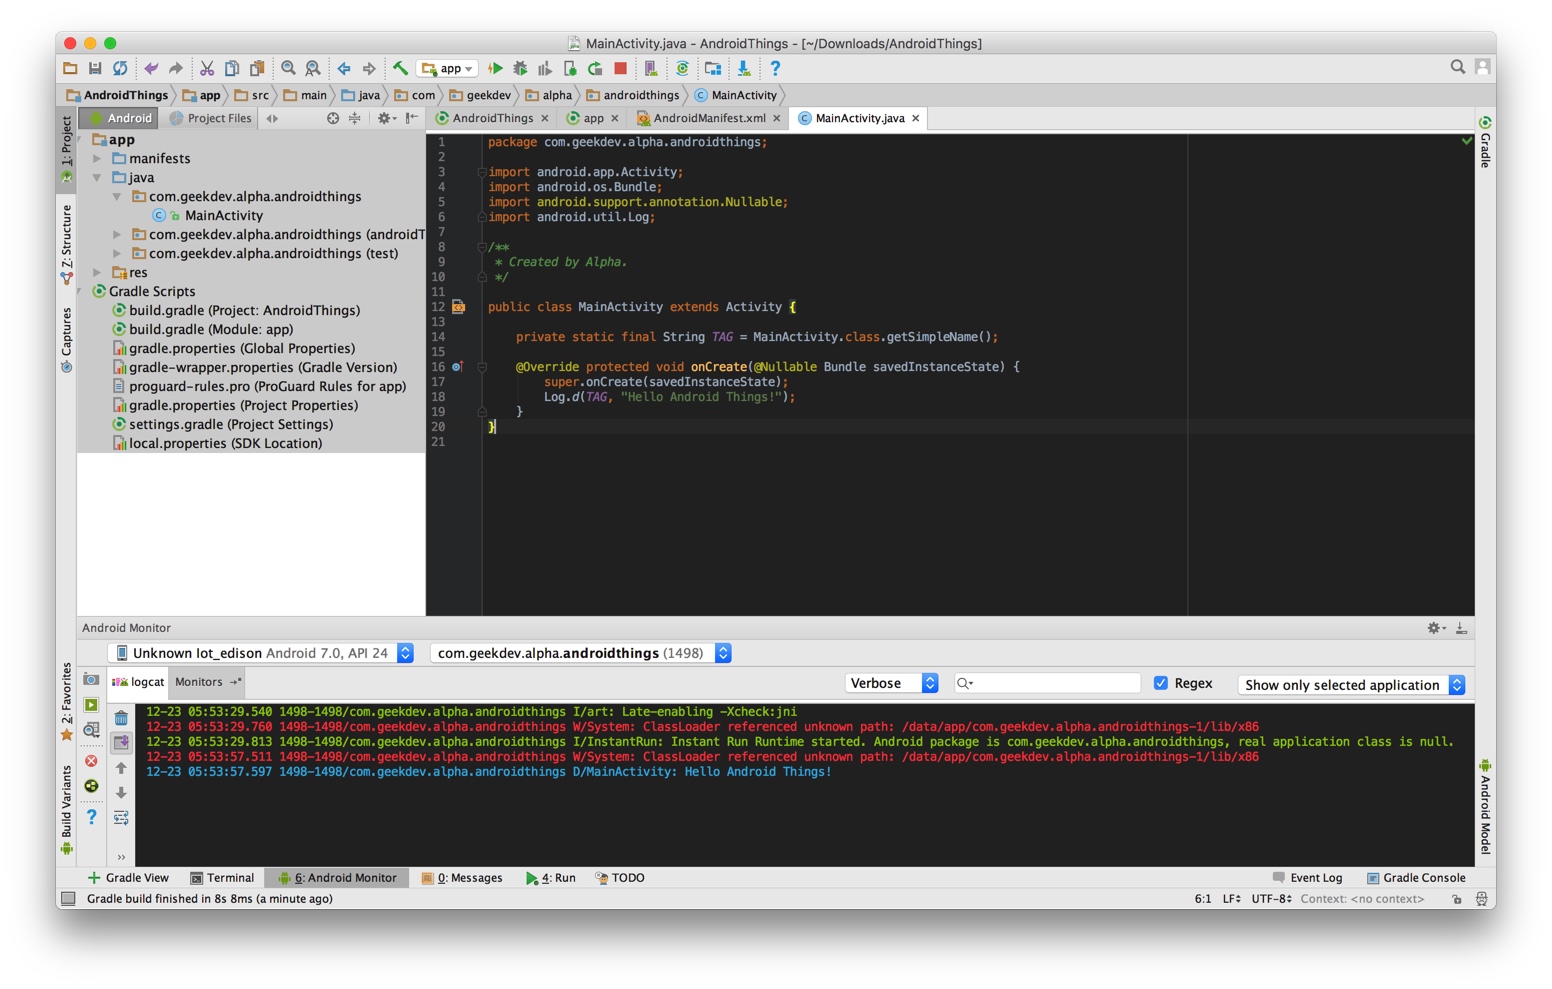 MainActivity.java - AndroidThings - [~/Downloads/AndroidThings]
app
AndroidThings app src main java com geekdev alpha androidthings MainActivity
Android Project Files
AndroidThings app AndroidManifest.xml MainActivity.java
1: Project
Z: Structure
Captures
2: Favorites
Build Variants
app
manifests
java
com.geekdev.alpha.androidthings
MainActivity
com.geekdev.alpha.androidthings (androidT
com.geekdev.alpha.androidthings (test)
res
Gradle Scripts
build.gradle (Project: AndroidThings)
build.gradle (Module: app)
gradle.properties (Global Properties)
gradle-wrapper.properties (Gradle Version)
proguard-rules.pro (ProGuard Rules for app)
gradle.properties (Project Properties)
settings.gradle (Project Settings)
local.properties (SDK Location)
1 package com.geekdev.alpha.androidthings;
2
3 import android.app.Activity;
4 import android.os.Bundle;
5 import android.support.annotation.Nullable;
6 import android.util.Log;
7
8 /**
9 * Created by Alpha.
10 */
11
12 public class MainActivity extends Activity {
13
14 private static final String TAG = MainActivity.class.getSimpleName();
15
16 @Override protected void onCreate(@Nullable Bundle savedInstanceState) {
17 super.onCreate(savedInstanceState);
18 Log.d(TAG, "Hello Android Things!");
19 }
20 }
21
Gradle
Android Model
Android Monitor
Unknown Iot_edison Android 7.0, API 24 com.geekdev.alpha.androidthings (1498)
logcat Monitors Verbose Regex Show only selected application
12-23 05:53:29.540 1498-1498/com.geekdev.alpha.androidthings I/art: Late-enabling -Xcheck:jni
12-23 05:53:29.760 1498-1498/com.geekdev.alpha.androidthings W/System: ClassLoader referenced unknown path: /data/app/com.geekdev.alpha.androidthings-1/lib/x86
12-23 05:53:29.813 1498-1498/com.geekdev.alpha.androidthings I/InstantRun: Instant Run Runtime started. Android package is com.geekdev.alpha.androidthings, real application class is null.
12-23 05:53:57.511 1498-1498/com.geekdev.alpha.androidthings W/System: ClassLoader referenced unknown path: /data/app/com.geekdev.alpha.androidthings-1/lib/x86
12-23 05:53:57.597 1498-1498/com.geekdev.alpha.androidthings D/MainActivity: Hello Android Things!
Gradle View Terminal 6: Android Monitor 0: Messages 4: Run TODO Event Log Gradle Console
Gradle build finished in 8s 8ms (a minute ago) 6:1 LF UTF-8 Context: <no context>